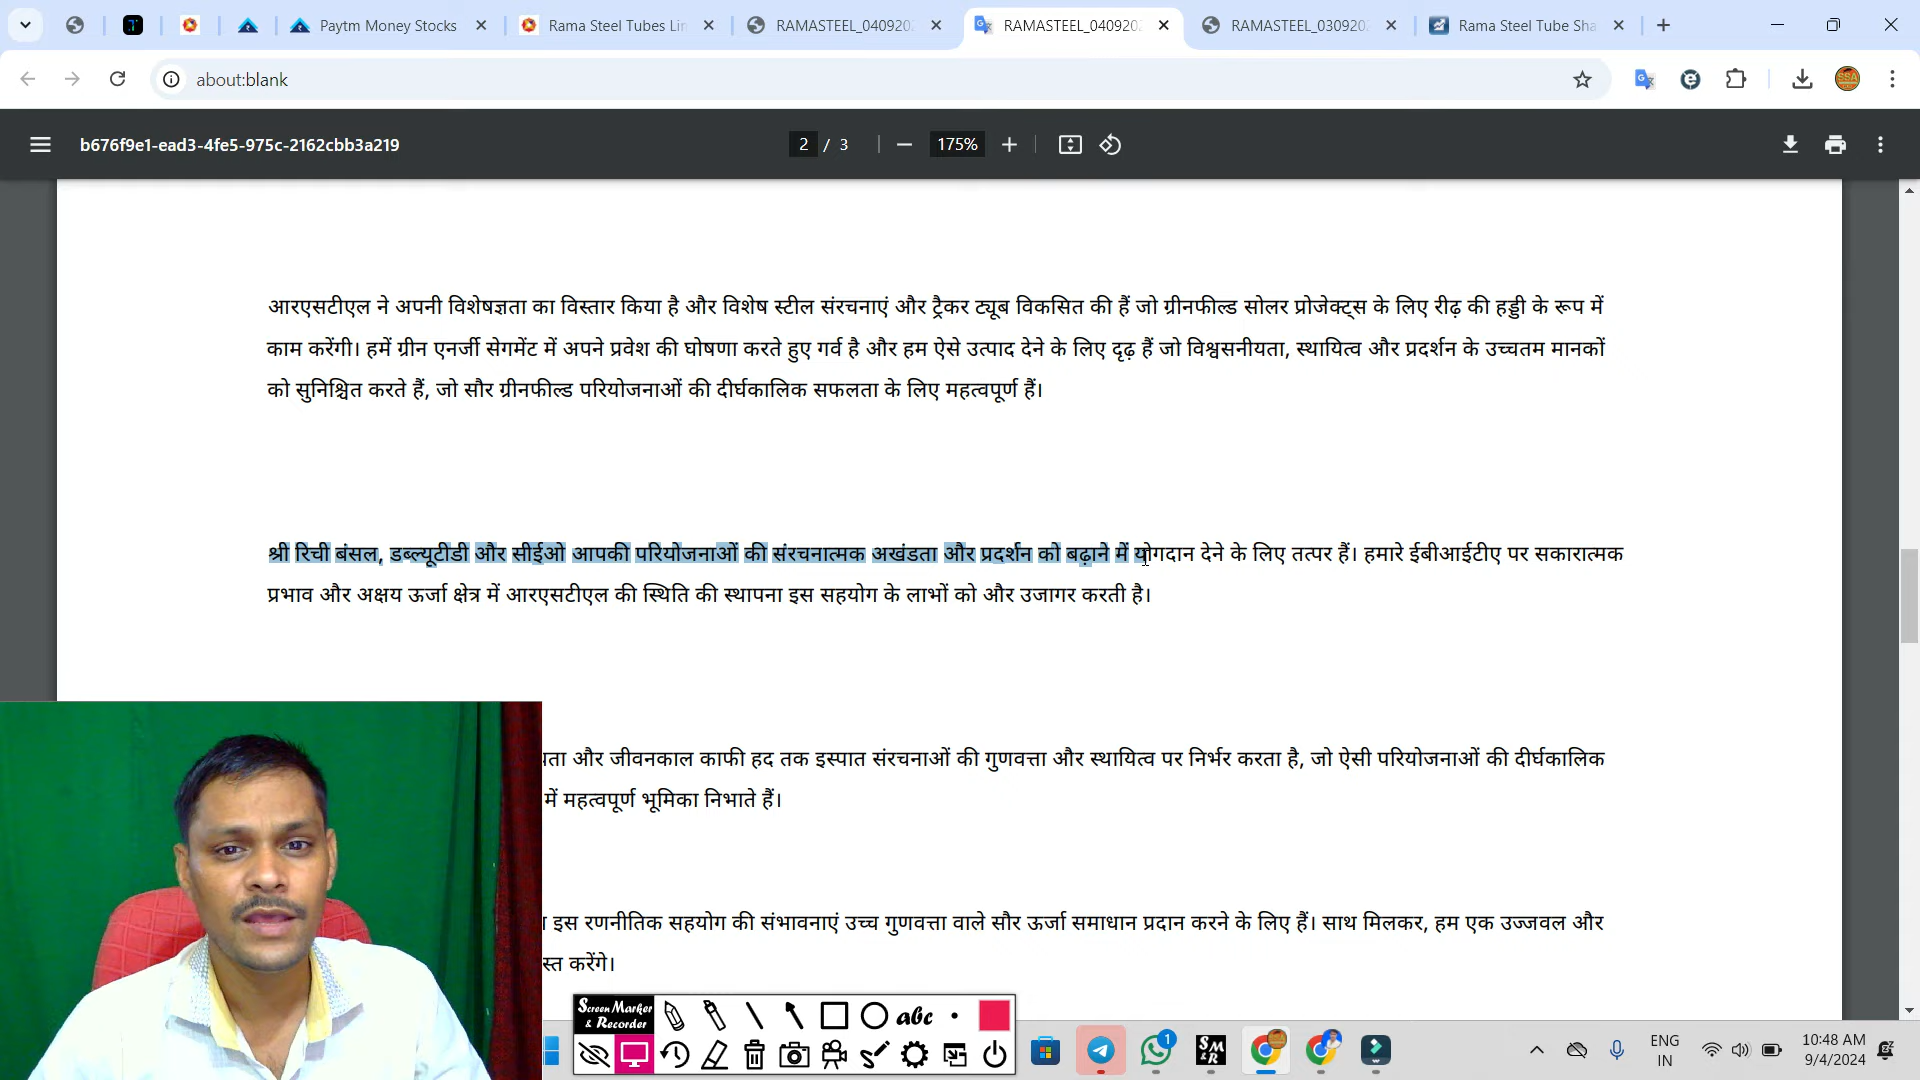 Paytm Money Stocks
Rama Steel Tubes Lin
RAMASTEEL_040920
RAMASTEEL_040920
RAMASTEEL_030920
Rama Steel Tube Sha
about:blank
SSA
b676f9e1-ead3-4fe5-975c-2162cbb3a219
2 / 3
175%
आरएसटीएल ने अपनी विशेषज्ञता का विस्तार किया है और विशेष स्टील संरचनाएं और ट्रैकर ट्यूब विकसित की हैं जो ग्रीनफील्ड सोलर प्रोजेक्ट्स के लिए रीढ़ की हड्डी के रूप में
काम करेंगी। हमें ग्रीन एनर्जी सेगमेंट में अपने प्रवेश की घोषणा करते हुए गर्व है और हम ऐसे उत्पाद देने के लिए दृढ़ हैं जो विश्वसनीयता, स्थायित्व और प्रदर्शन के उच्चतम मानकों
को सुनिश्चित करते हैं, जो सौर ग्रीनफील्ड परियोजनाओं की दीर्घकालिक सफलता के लिए महत्वपूर्ण हैं।
श्री रिची बंसल, डब्ल्यूटीडी और सीईओ आपकी परियोजनाओं की संरचनात्मक अखंडता और प्रदर्शन को बढ़ाने में योगदान देने के लिए तत्पर हैं। हमारे ईबीआईटीए पर सकारात्मक
प्रभाव और अक्षय ऊर्जा क्षेत्र में आरएसटीएल की स्थिति की स्थापना इस सहयोग के लाभों को और उजागर करती है।
और जीवनकाल काफी हद तक इस्पात संरचनाओं की गुणवत्ता और स्थायित्व पर निर्भर करता है, जो ऐसी परियोजनाओं की दीर्घकालिक
में महत्वपूर्ण भूमिका निभाते हैं।
इस रणनीतिक सहयोग की संभावनाएं उच्च गुणवत्ता वाले सौर ऊर्जा समाधान प्रदान करने के लिए हैं। साथ मिलकर, हम एक उज्जवल और
करेंगे।
Screen Marker
& Recorder
abc
1
SM
&R
ENG
IN
10:48 AM
9/4/2024